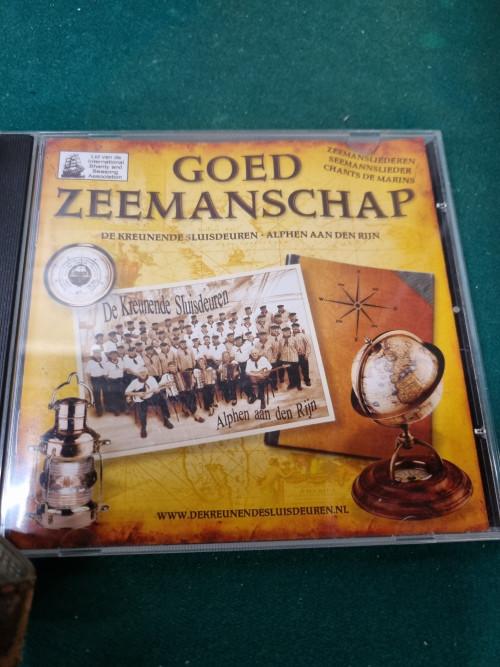 Lid van de
International
Shanty and
Seasong
Association
GOED
ZEEMANSCHAP
ZEEMANSLIEDEREN
SEEMANNSLIEDER
CHANTS DE MARINS
DE KREUNENDE SLUISDEUREN · ALPHEN AAN DEN RIJN
De Kreunende Sluisdeuren
Alphen aan den Rijn
WWW.DEKREUNENDESLUISDEUREN.NL